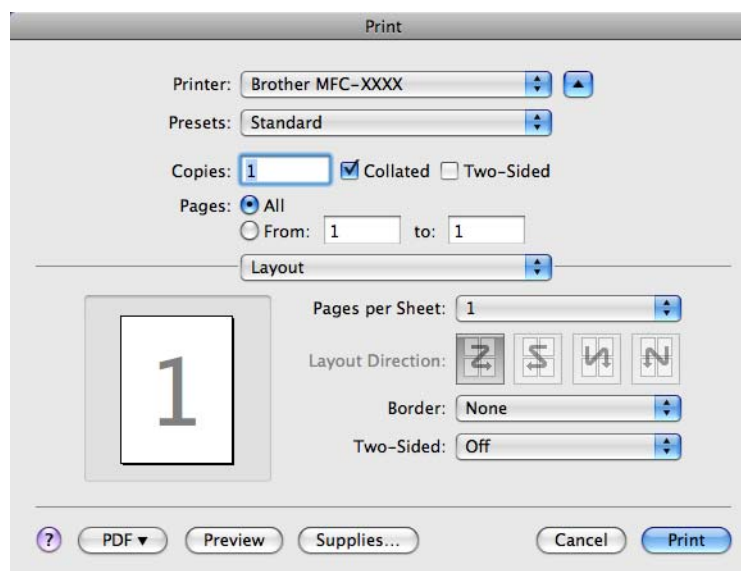 Print
Printer: Brother MFC-XXXX
Presets: Standard
Copies: 1 Collated Two-Sided
Pages: All
From: 1 to: 1
Layout
Pages per Sheet: 1
1
Layout Direction:
Border: None
Two-Sided: Off
? PDF▼ Preview Supplies... Cancel Print